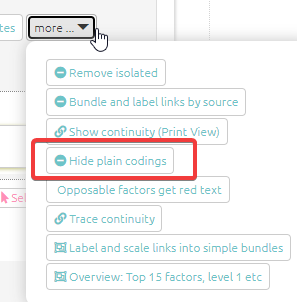 tes
more ...
Remove isolated
Bundle and label links by source
Show continuity (Print View)
Hide plain codings
Opposable factors get red text
Sel
Trace continuity
Label and scale links into simple bundles
Overview: Top 15 factors, level 1 etc